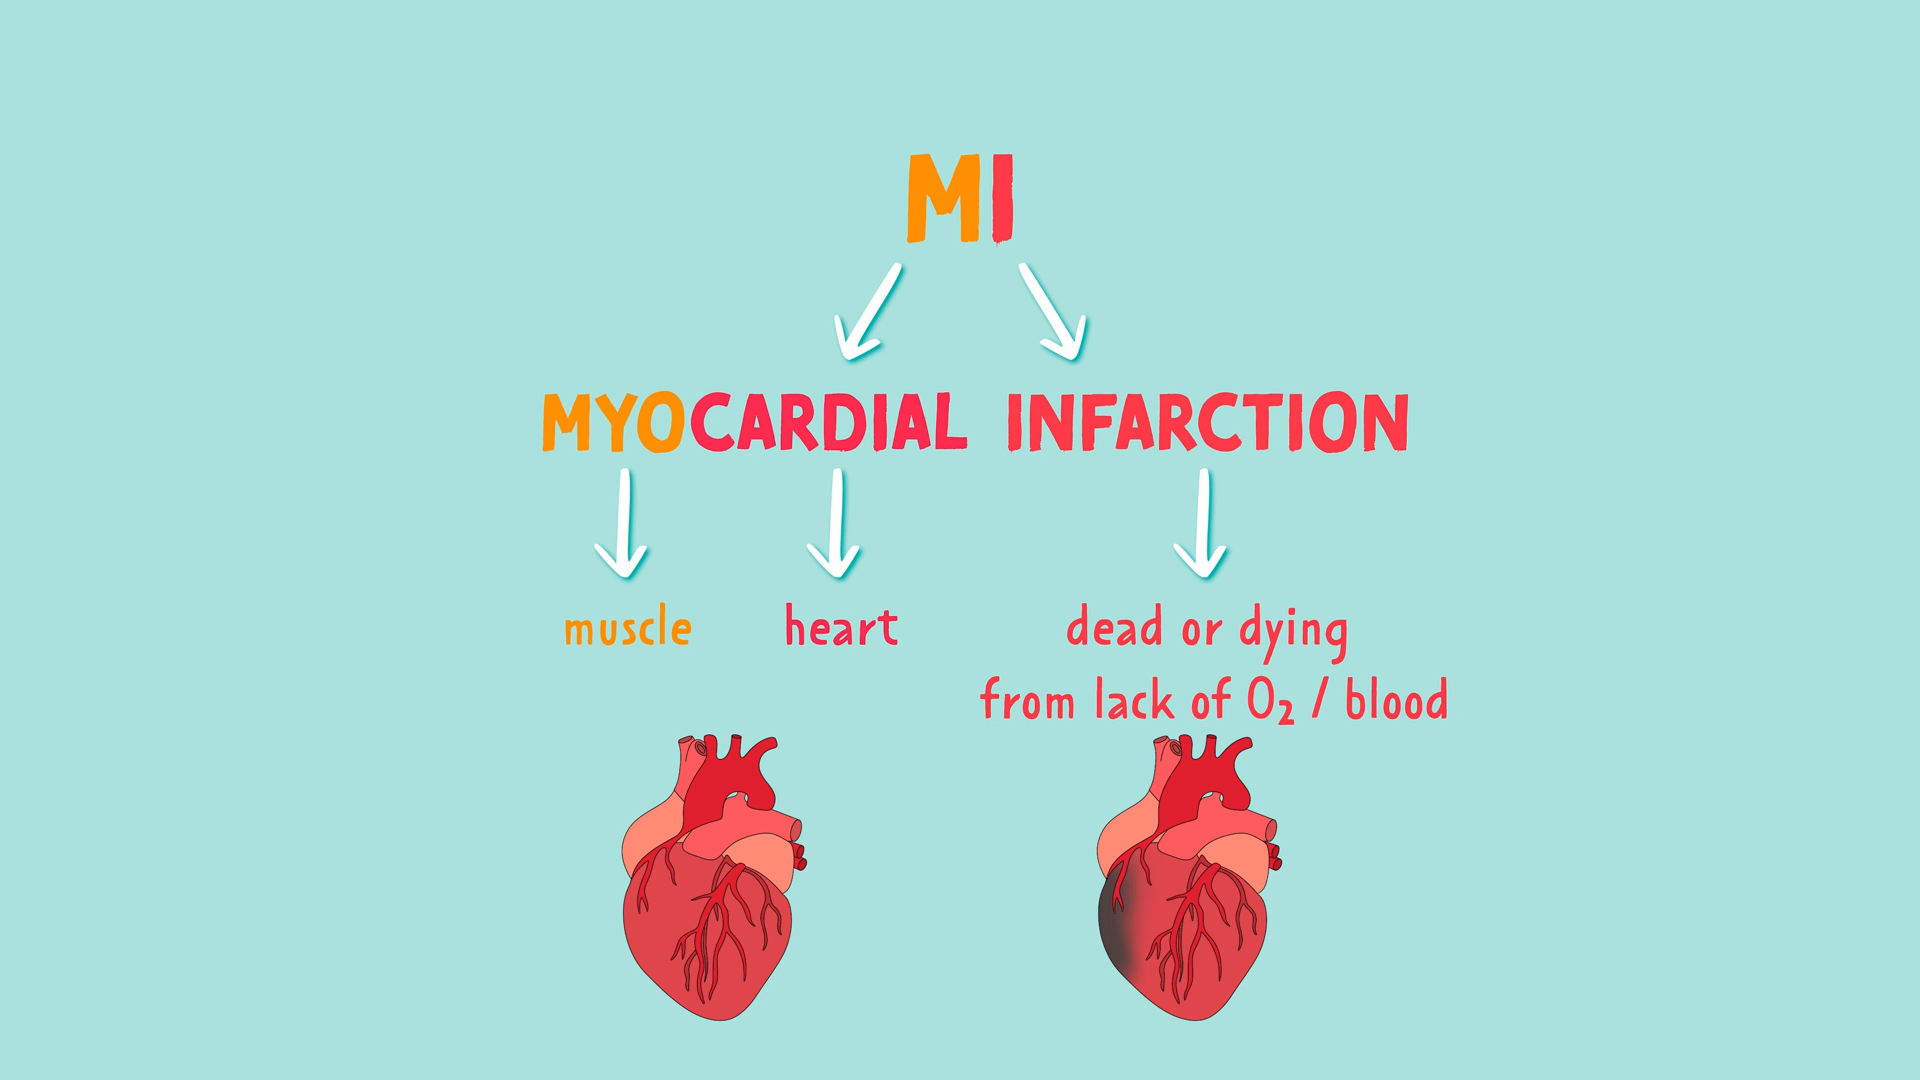 MI
MYOCARDIAL INFARCTION
muscle heart dead or dying
from lack of O₂ / blood